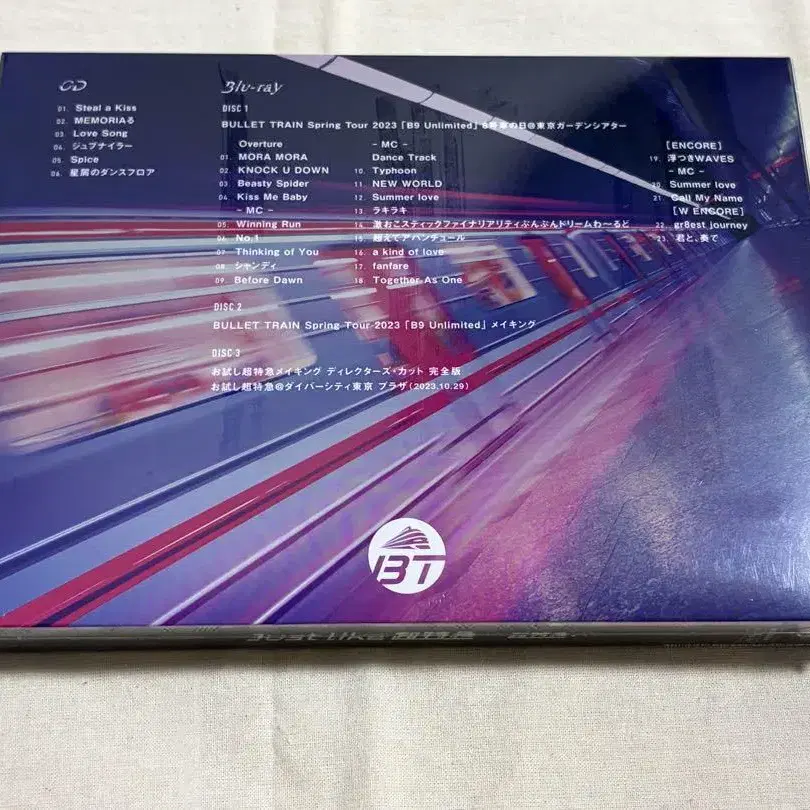 CD
01. Steal a Kiss
02. MEMORIAる
03. Love Song
04. ジュブナイラー
05. Spice
06. 星屑のダンスフロア
Blu-ray
DISC 1
BULLET TRAIN Spring Tour 2023「B9 Unlimited」8号車の日@東京ガーデンシアター
Overture
01. MORA MORA
02. KNOCK U DOWN
03. Beasty Spider
04. Kiss Me Baby
- MC -
05. Winning Run
06. No.1
07. Thinking of You
08. シャンディ
09. Before Dawn
- MC -
Dance Track
10. Typhoon
11. NEW WORLD
12. Summer love
13. ラキラキ
14. 激おこスティックファイナリアリティぷんぷんドリームわ〜るど
15. 超えてアバンチュール
16. a kind of love
17. fanfare
18. Together As One
[ENCORE]
19. 浮つきWAVES
- MC -
20. Summer love
21. Call My Name
[W ENCORE]
22. gr8est journey
23. 君と、奏で
DISC 2
BULLET TRAIN Spring Tour 2023「B9 Unlimited」メイキング
DISC 3
お試し超特急メイキング ディレクターズ・カット 完全版
お試し超特急@ダイバーシティ東京 プラザ(2023.10.29)
BT
Just like 超特急